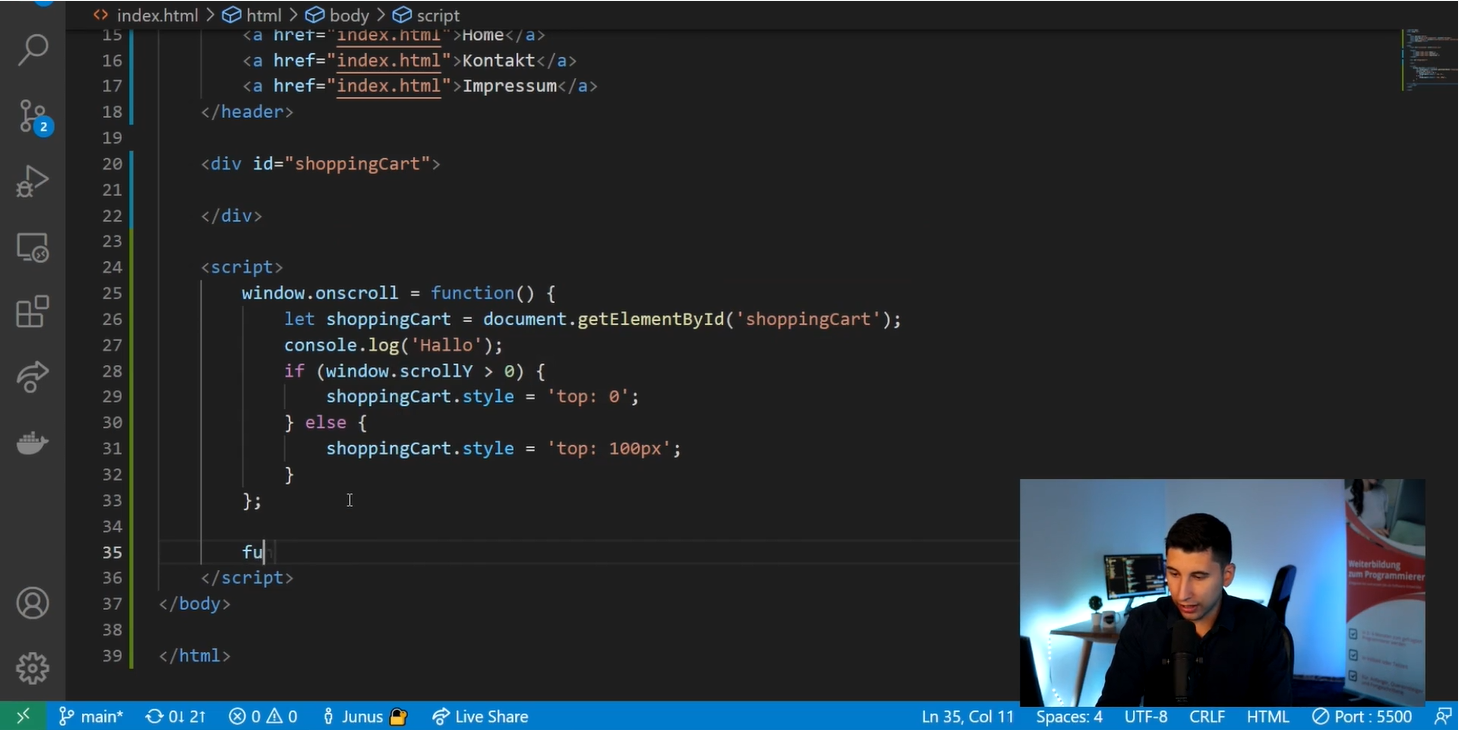 index.html > html > body > script
15 <a href="index.html">Home</a>
16 <a href="index.html">Kontakt</a>
17 <a href="index.html">Impressum</a>
18 </header>
19
20 <div id="shoppingCart">
21
22 </div>
23
24 <script>
25 window.onscroll = function() {
26 let shoppingCart = document.getElementById('shoppingCart');
27 console.log('Hallo');
28 if (window.scrollY > 0) {
29 shoppingCart.style = 'top: 0';
30 } else {
31 shoppingCart.style = 'top: 100px';
32 }
33 };
34
35 fun
36 </script>
37 </body>
38
39 </html>
2
Weiterbildung
zum Programmierer
main* 0↓ 2↑ 0 0 Junus Live Share Ln 35, Col 11 Spaces: 4 UTF-8 CRLF HTML Port : 5500